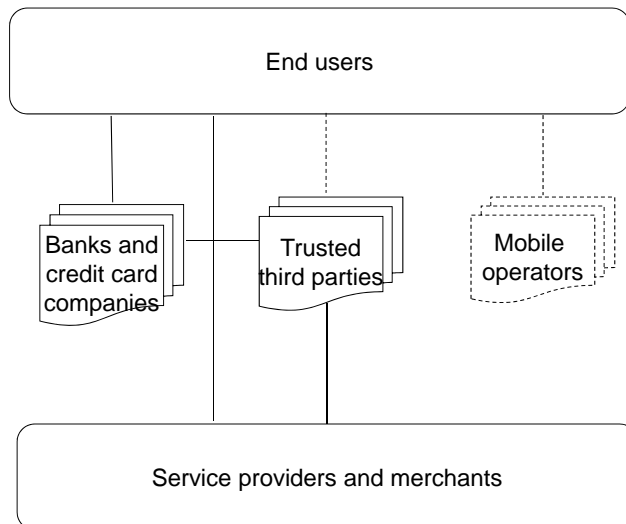 End users
Banks and
credit card
companies
Trusted
third parties
Mobile
operators
Service providers and merchants